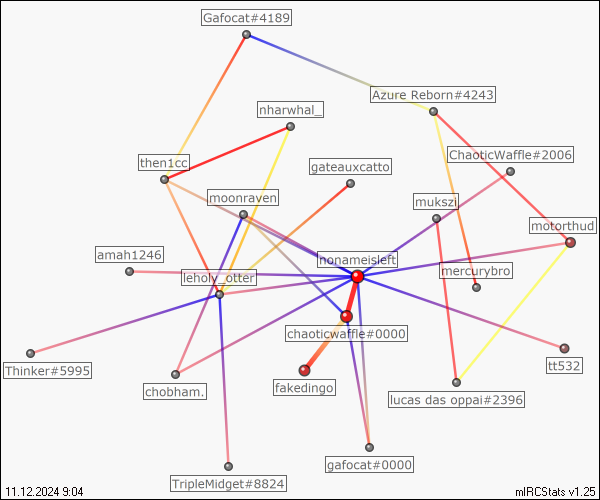 Gafocat#4189
Azure Reborn#4243
nharwhal_
ChaoticWaffle#2006
then1cc
gateauxcatto
moonraven
mukszi
motorthud
amah1246
nonameisleft
leholy_otter
mercurybro
chaoticwaffle#0000
Thinker#5995
tt532
chobham.
fakedingo
lucas das oppai#2396
gafocat#0000
TripleMidget#8824
11.12.2024 9:04
mIRCStats v1.25